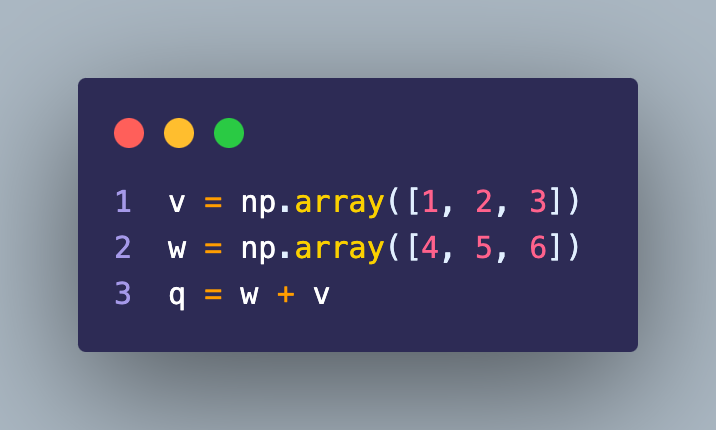 1 v = np.array([1, 2, 3])
2 w = np.array([4, 5, 6])
3 q = w + v